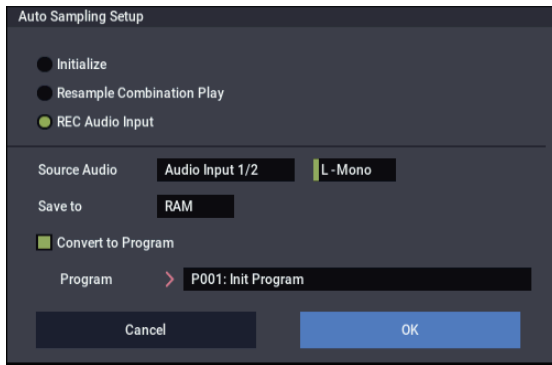 Auto Sampling Setup
Initialize
Resample Combination Play
REC Audio Input
Source Audio Audio Input 1/2 L-Mono
Save to RAM
Convert to Program
Program P001: Init Program
Cancel OK